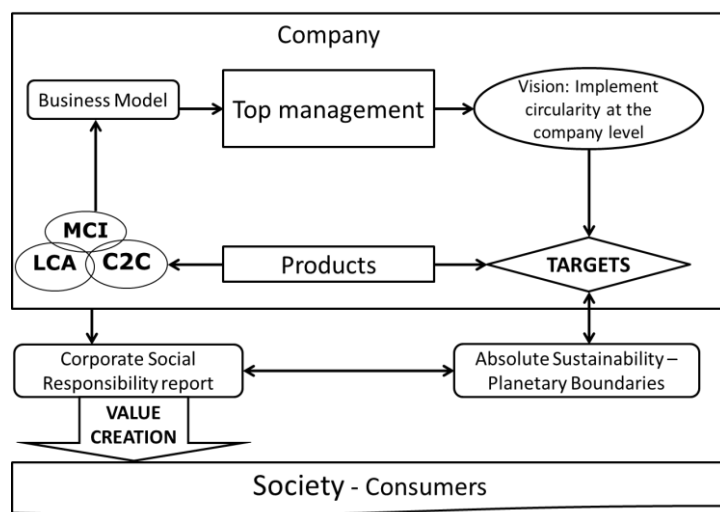 Company
Business Model
Top management
Vision: Implement
circularity at the
company level
MCI
LCA
C2C
Products
TARGETS
Corporate Social
Responsibility report
Absolute Sustainability –
Planetary Boundaries
VALUE
CREATION
Society - Consumers